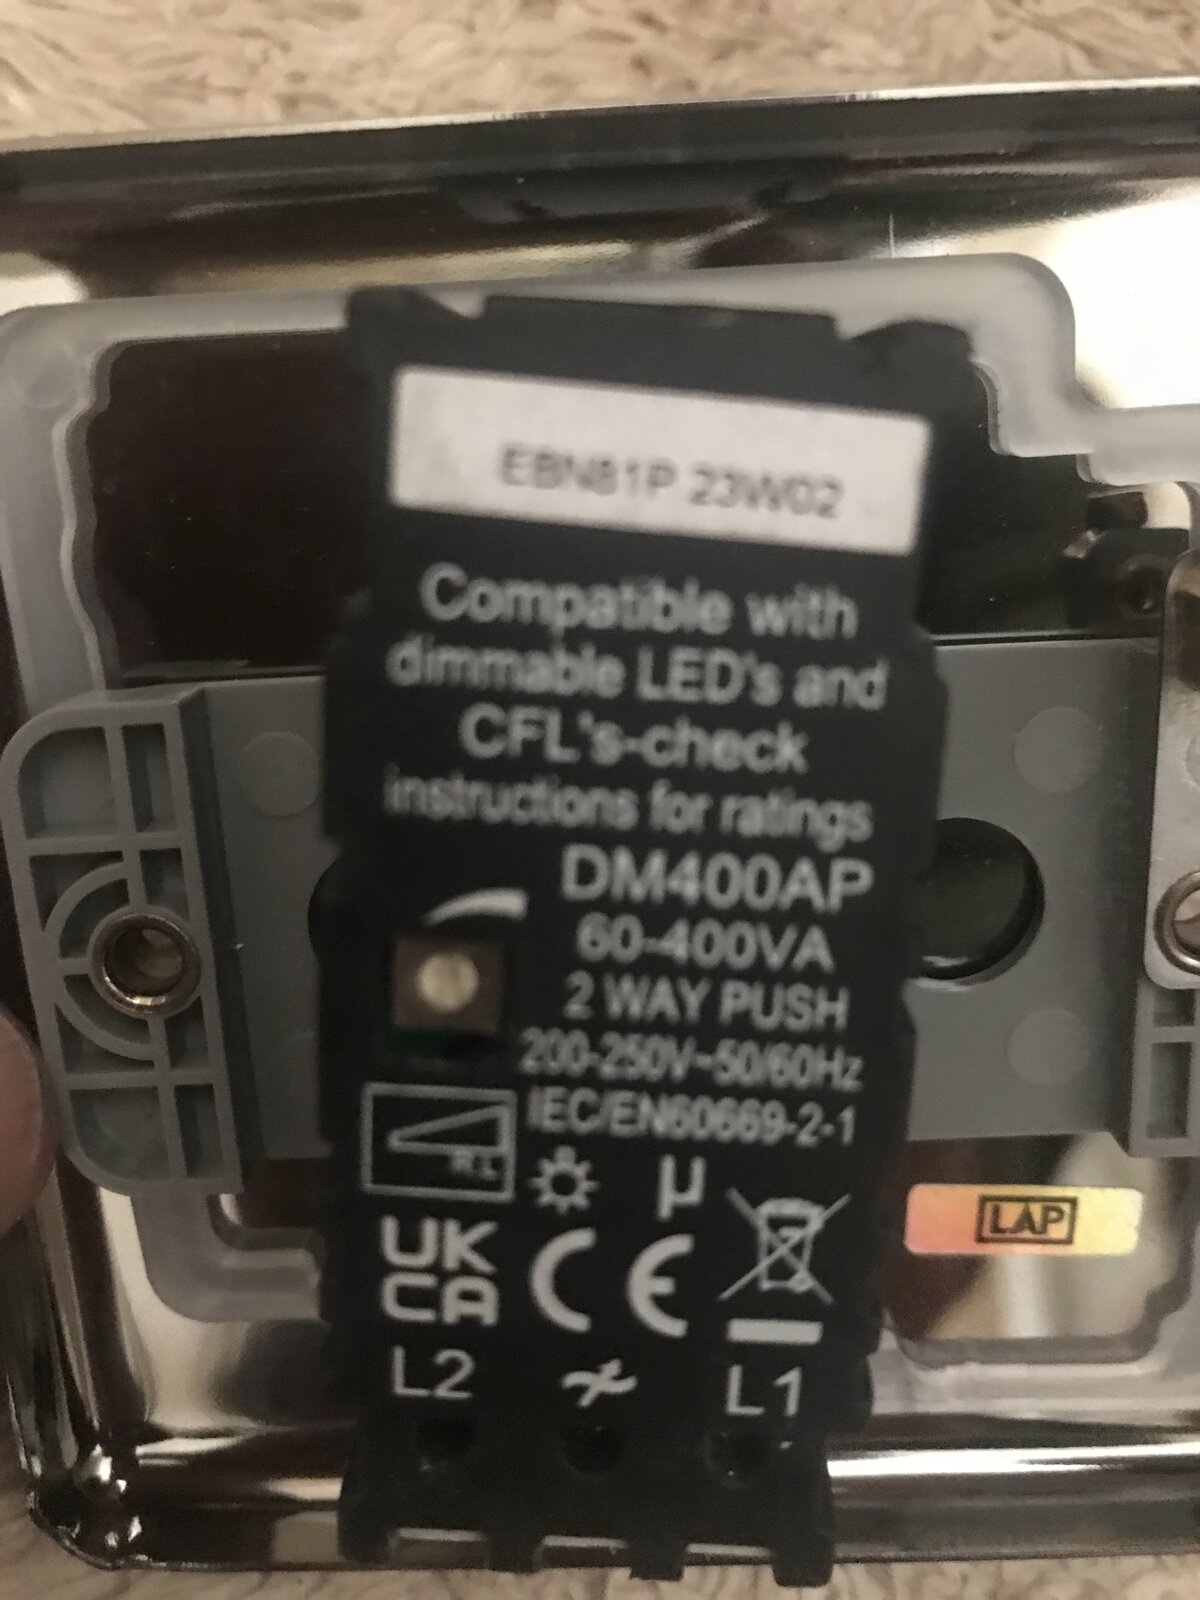 EBN81P 23W02
Compatible with
dimmable LED's and
CFL's-check
instructions for ratings
DM400AP
60-400VA
2 WAY PUSH
200-250V~50/60Hz
IEC/EN60669-2-1
R,L
μ
UK
CA
CE
LAP
L2
L1